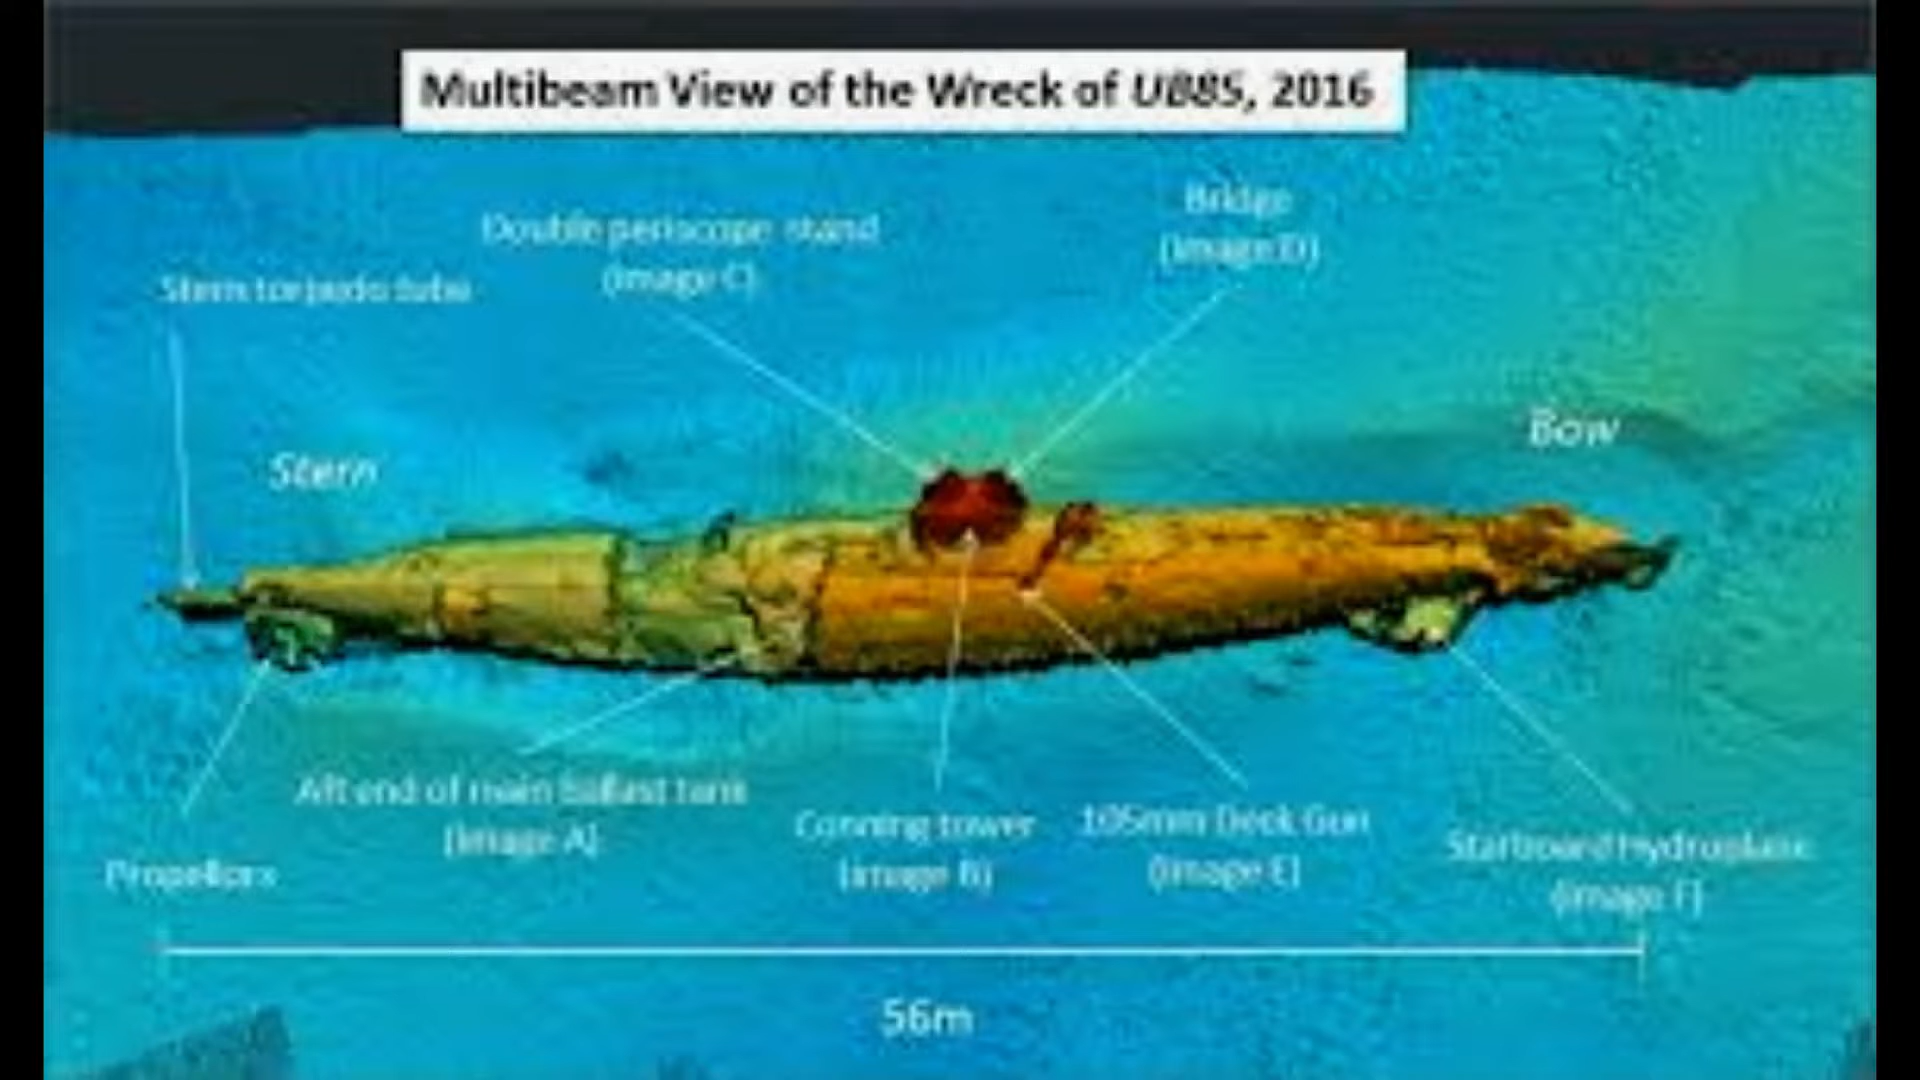 Multibeam View of the Wreck of UB85, 2016
Bridge
(Image D)
Double periscope stand
(Image C)
Stern torpedo tube
Bow
Stern
Aft end of main ballast tank
(Image A)
Conning tower
(Image B)
105mm Deck Gun
(Image E)
Starboard Hydroplane
(Image F)
Propellors
56m